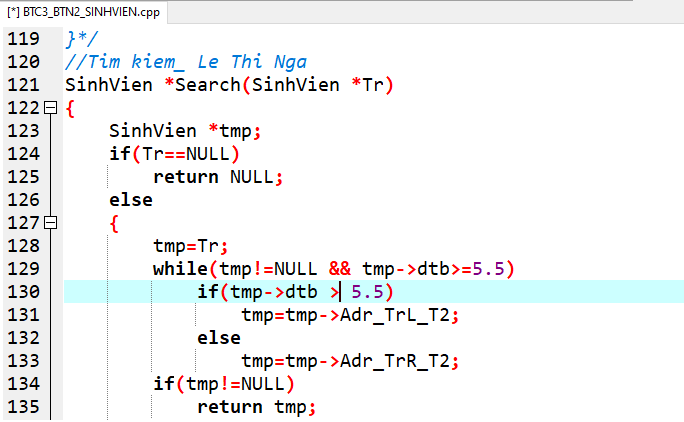 [*] BTC3_BTN2_SINHVIEN.cpp
119 }*/
120 //Tim kiem_ Le Thi Nga
121 SinhVien *Search(SinhVien *Tr)
122 {
123 SinhVien *tmp;
124 if(Tr==NULL)
125 return NULL;
126 else
127 {
128 tmp=Tr;
129 while(tmp!=NULL && tmp->dtb>=5.5)
130 if(tmp->dtb > 5.5)
131 tmp=tmp->Adr_TrL_T2;
132 else
133 tmp=tmp->Adr_TrR_T2;
134 if(tmp!=NULL)
135 return tmp;